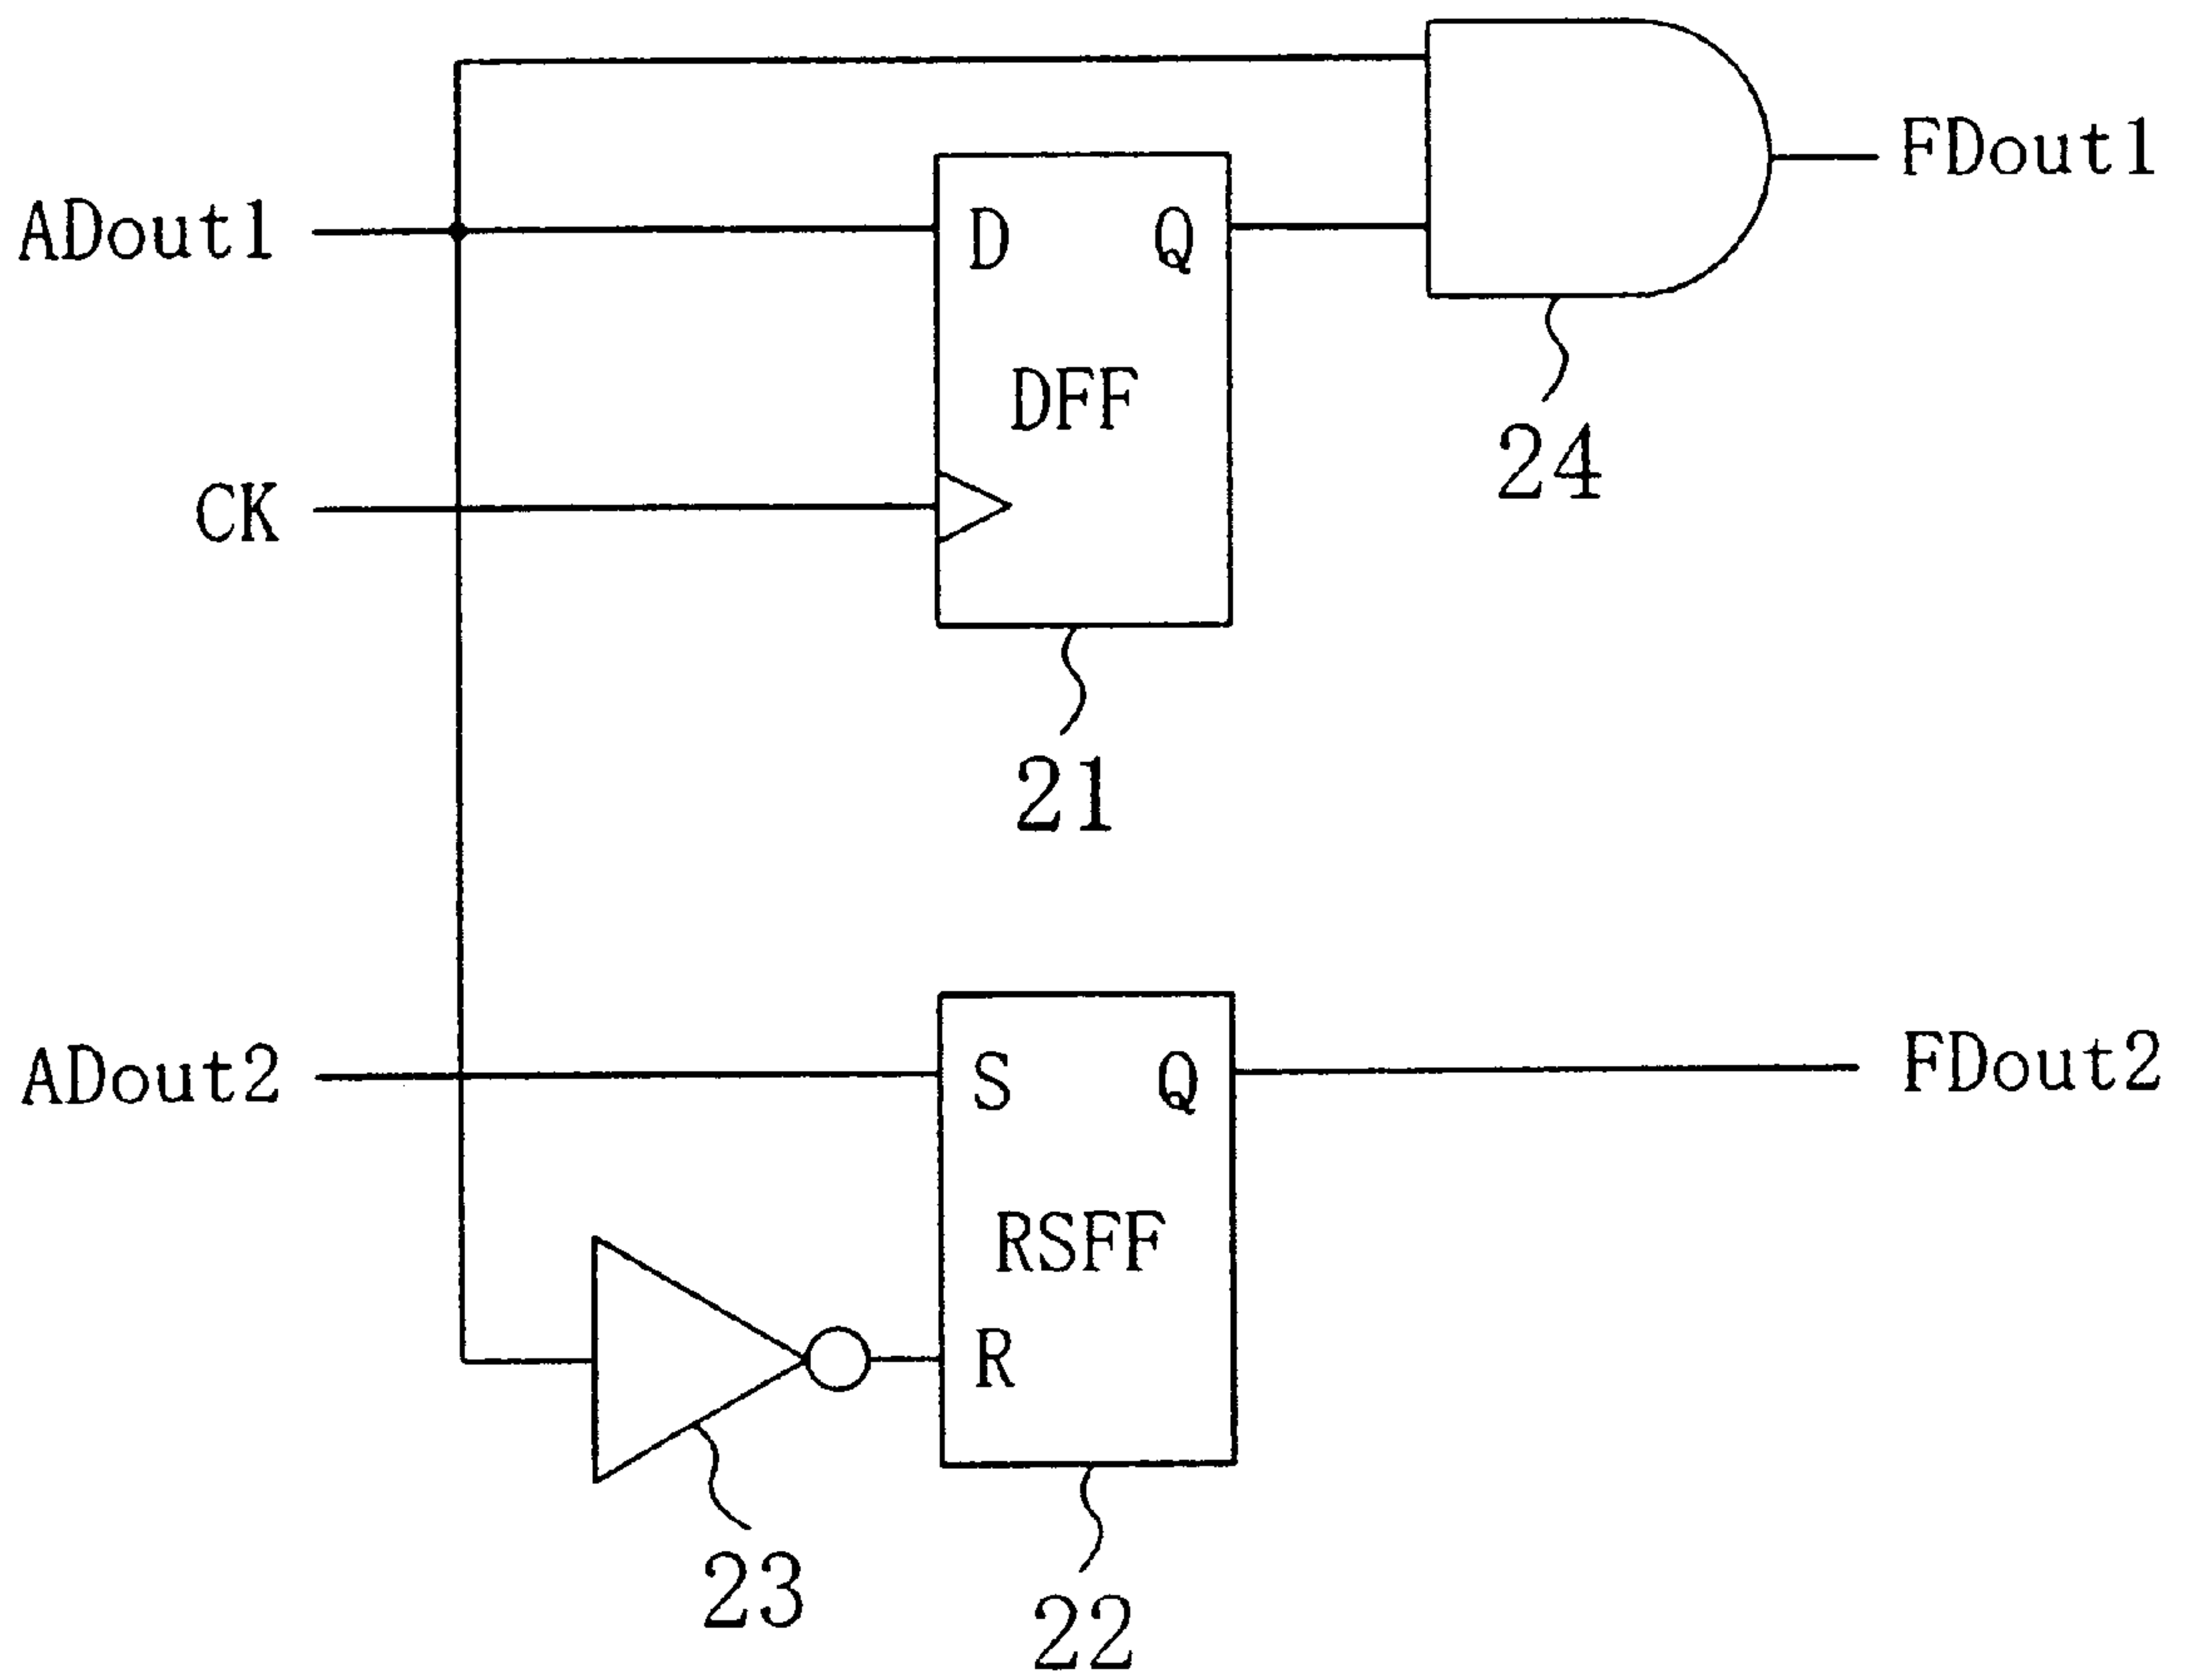 FDout1
ADout1
D Q
DFF
24
CK
21
ADout2
S Q
FDout2
RSFF
R
23
22